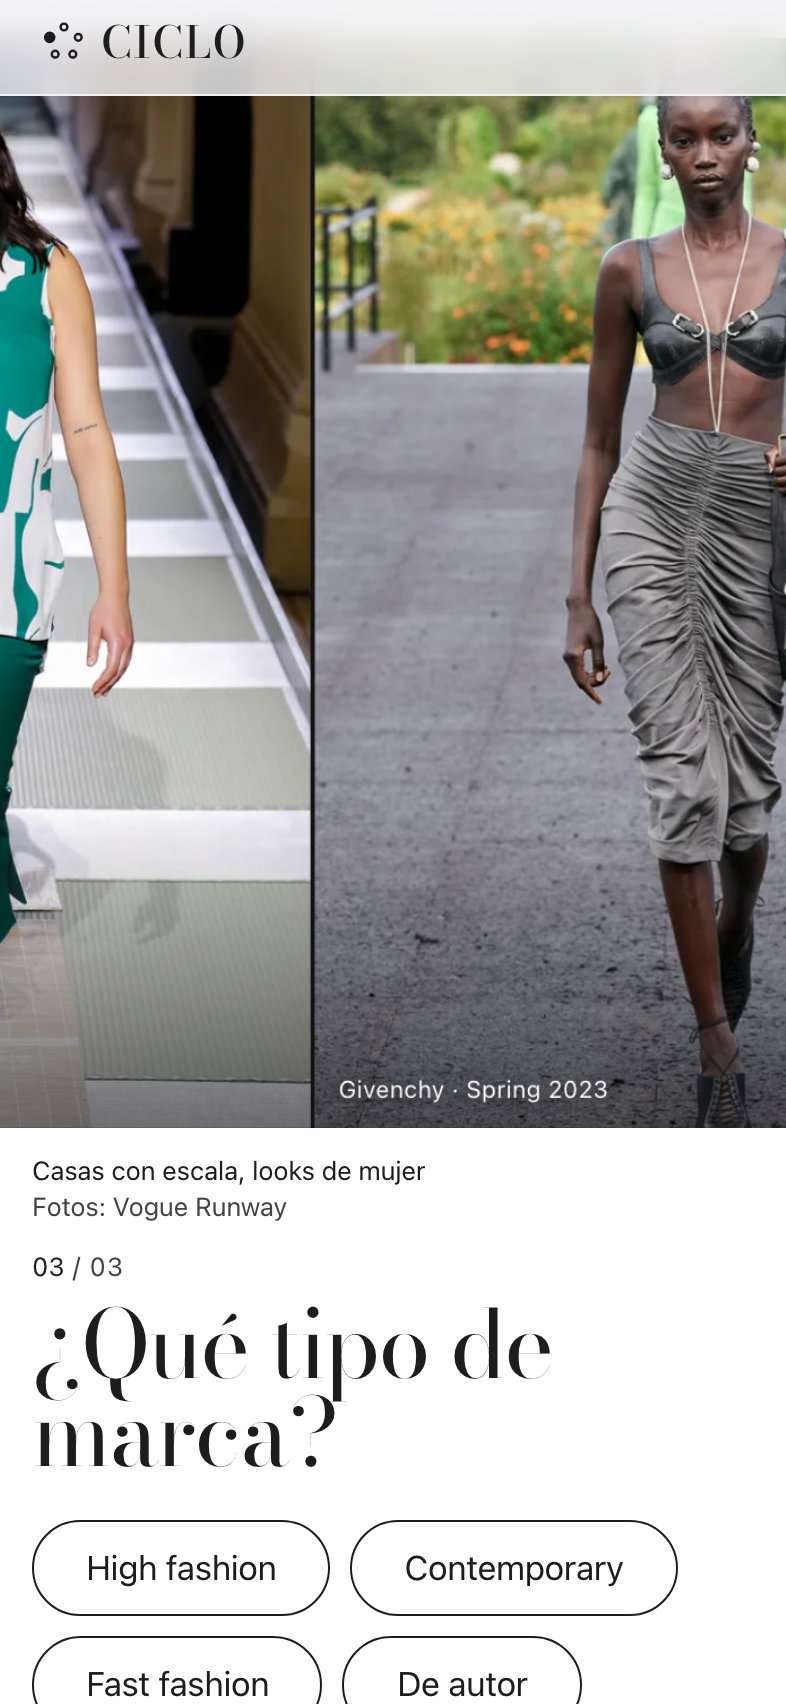 CICLO
Givenchy · Spring 2023
Casas con escala, looks de mujer
Fotos: Vogue Runway
03 / 03
¿Qué tipo de
marca?
High fashion
Contemporary
Fast fashion
De autor